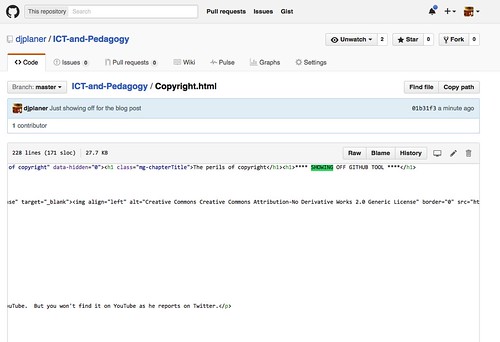 This repository Search Pull requests Issues Gist
djplaner / ICT-and-Pedagogy Unwatch 2 Star 0 Fork 0
Code Issues 0 Pull requests 0 Wiki Pulse Graphs Settings
Branch: master ICT-and-Pedagogy / Copyright.html Find file Copy path
djplaner Just showing off for the blog post 01b31f3 a minute ago
1 contributor
228 lines (171 sloc) 27.7 KB Raw Blame History
of copyright" data-hidden="0"><h1 class="mg-chapterTitle">The perils of copyright</h1><h1>**** SHOWING OFF GITHUB TOOL ****</h1>
nse" target="_blank"><img align="left" alt="Creative Commons Creative Commons Attribution-No Derivative Works 2.0 Generic License" border="0" src="ht
ouTube. But you won't find it on YouTube as he reports on Twitter.</p>